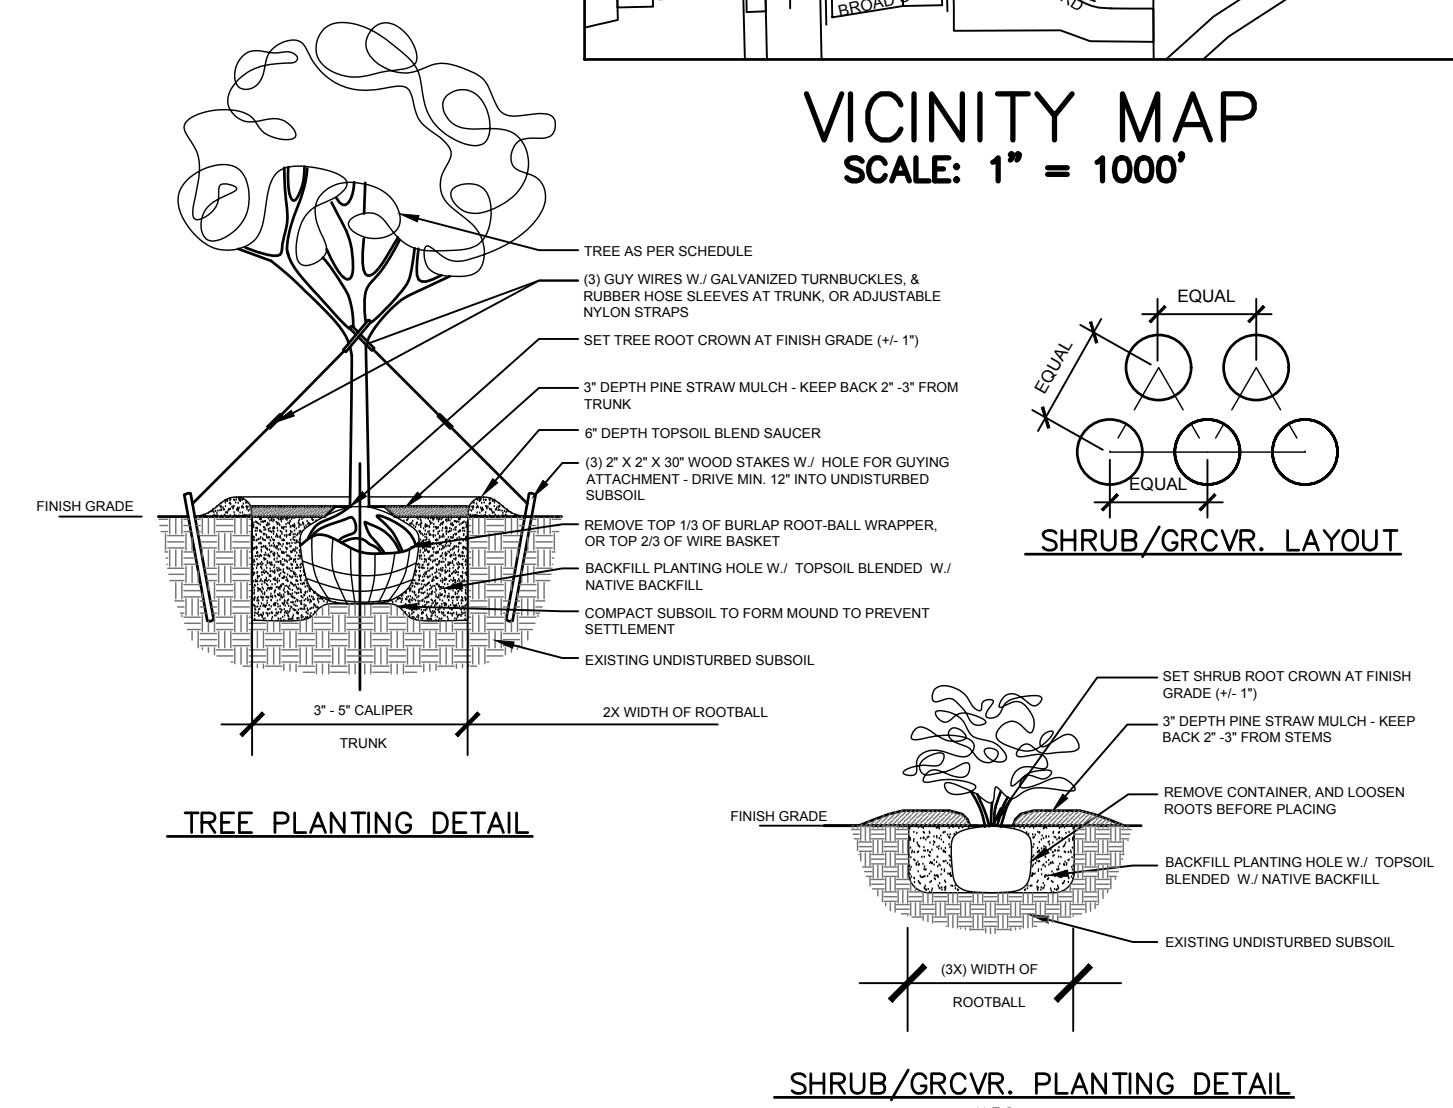 BROAD
VICINITY MAP
SCALE: 1" = 1000'
TREE AS PER SCHEDULE
(3) GUY WIRES W./ GALVANIZED TURNBUCKLES, &
RUBBER HOSE SLEEVES AT TRUNK, OR ADJUSTABLE
NYLON STRAPS
SET TREE ROOT CROWN AT FINISH GRADE (+/- 1")
3" DEPTH PINE STRAW MULCH - KEEP BACK 2" -3" FROM
TRUNK
6" DEPTH TOPSOIL BLEND SAUCER
(3) 2" X 2" X 30" WOOD STAKES W./ HOLE FOR GUYING
ATTACHMENT - DRIVE MIN. 12" INTO UNDISTURBED
SUBSOIL
FINISH GRADE
REMOVE TOP 1/3 OF BURLAP ROOT-BALL WRAPPER,
OR TOP 2/3 OF WIRE BASKET
BACKFILL PLANTING HOLE W./ TOPSOIL BLENDED W./
NATIVE BACKFILL
COMPACT SUBSOIL TO FORM MOUND TO PREVENT
SETTLEMENT
EXISTING UNDISTURBED SUBSOIL
3" - 5" CALIPER
TRUNK
2X WIDTH OF ROOTBALL
TREE PLANTING DETAIL
EQUAL
EQUAL
EQUAL
SHRUB/GRCVR. LAYOUT
SET SHRUB ROOT CROWN AT FINISH
GRADE (+/- 1")
3" DEPTH PINE STRAW MULCH - KEEP
BACK 2" -3" FROM STEMS
REMOVE CONTAINER, AND LOOSEN
ROOTS BEFORE PLACING
FINISH GRADE
BACKFILL PLANTING HOLE W./ TOPSOIL
BLENDED W./ NATIVE BACKFILL
EXISTING UNDISTURBED SUBSOIL
(3X) WIDTH OF
ROOTBALL
SHRUB/GRCVR. PLANTING DETAIL